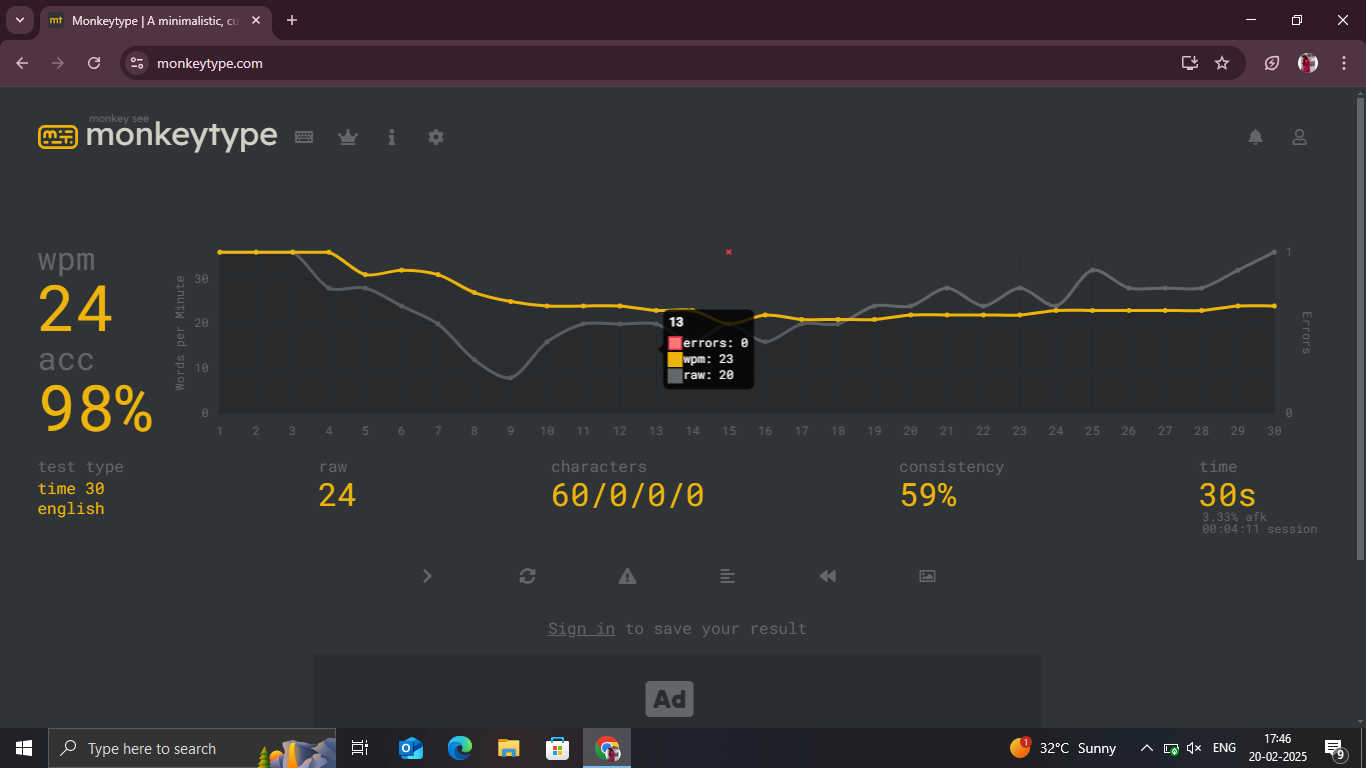 Monkeytype | A minimalistic, cu
monkeytype.com
monkey see
monkeytype
wpm
24
acc
98%
Words per Minute
30
20
10
0
1
Errors
0
13
errors: 0
wpm: 23
raw: 20
1 2 3 4 5 6 7 8 9 10 11 12 13 14 15 16 17 18 19 20 21 22 23 24 25 26 27 28 29 30
test type
time 30
english
raw
24
characters
60/0/0/0
consistency
59%
time
30s
3.33% afk
00:04:11 session
Sign in to save your result
Ad
Type here to search
1
32°C Sunny
ENG
17:46
20-02-2025
9